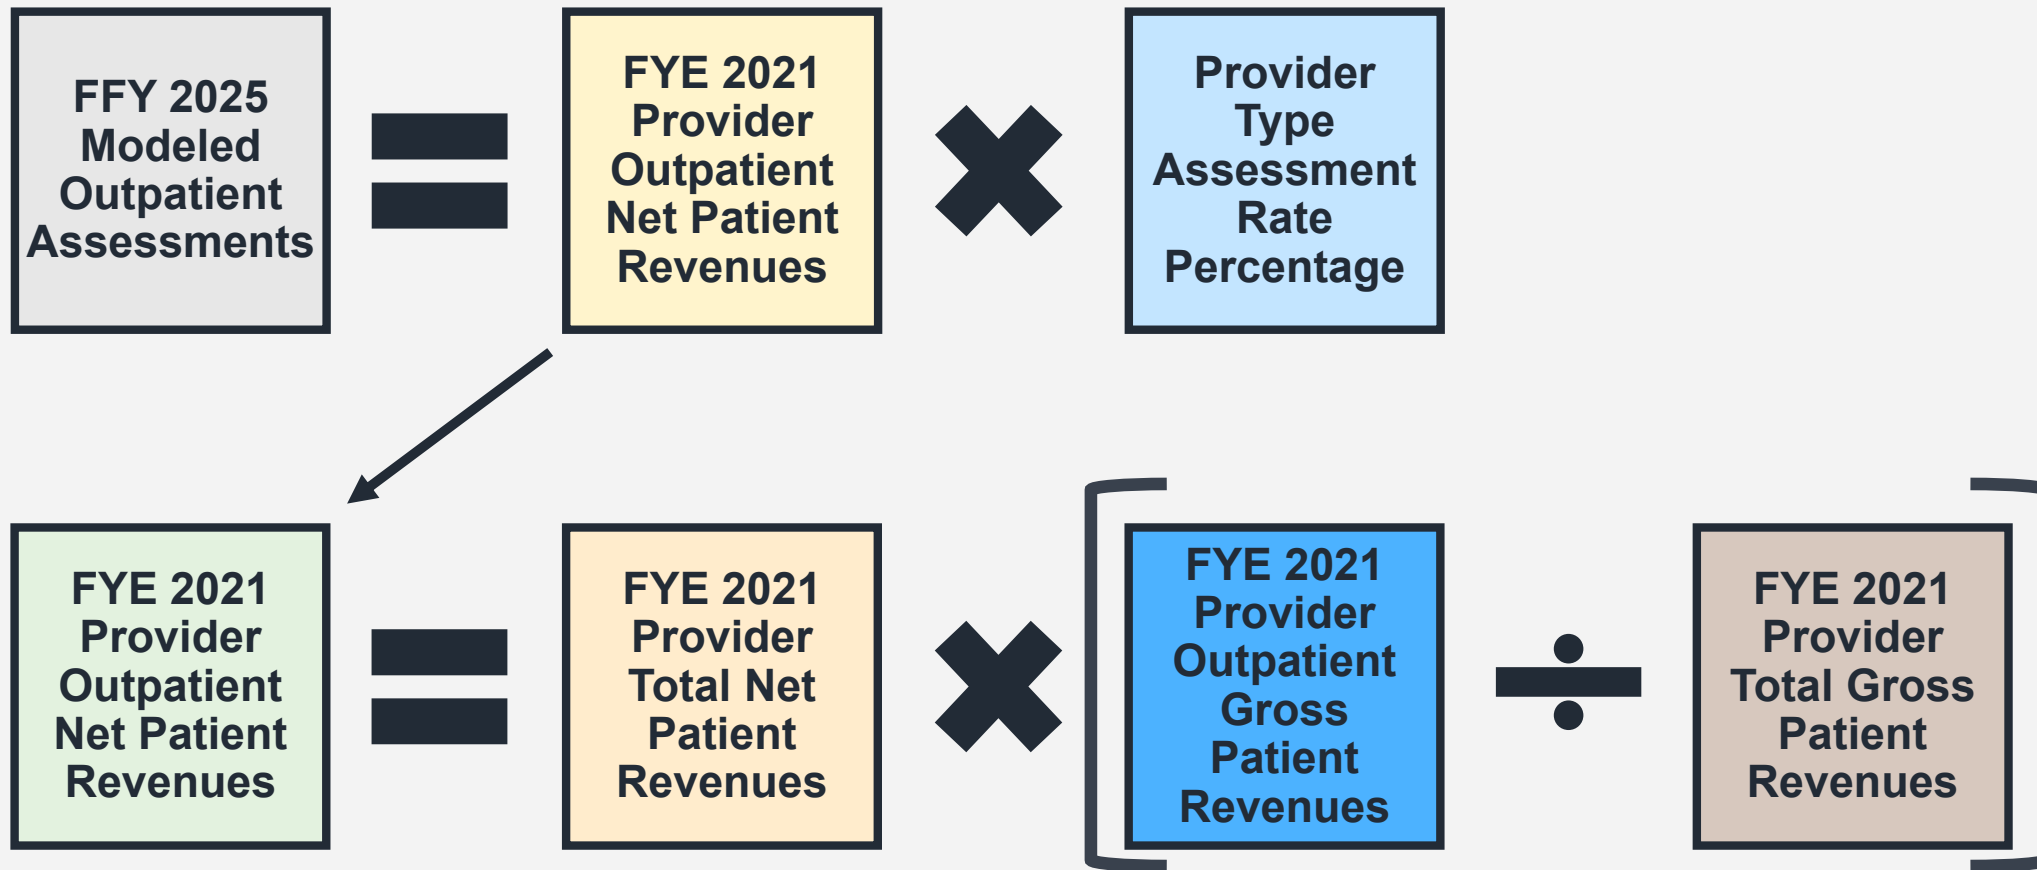 FFY 2025
Modeled
Outpatient
Assessments
FYE 2021
Provider
Outpatient
Net Patient
Revenues
Provider
Type
Assessment
Rate
Percentage
FYE 2021
Provider
Outpatient
Net Patient
Revenues
FYE 2021
Provider
Total Net
Patient
Revenues
FYE 2021
Provider
Outpatient
Gross
Patient
Revenues
FYE 2021
Provider
Total Gross
Patient
Revenues